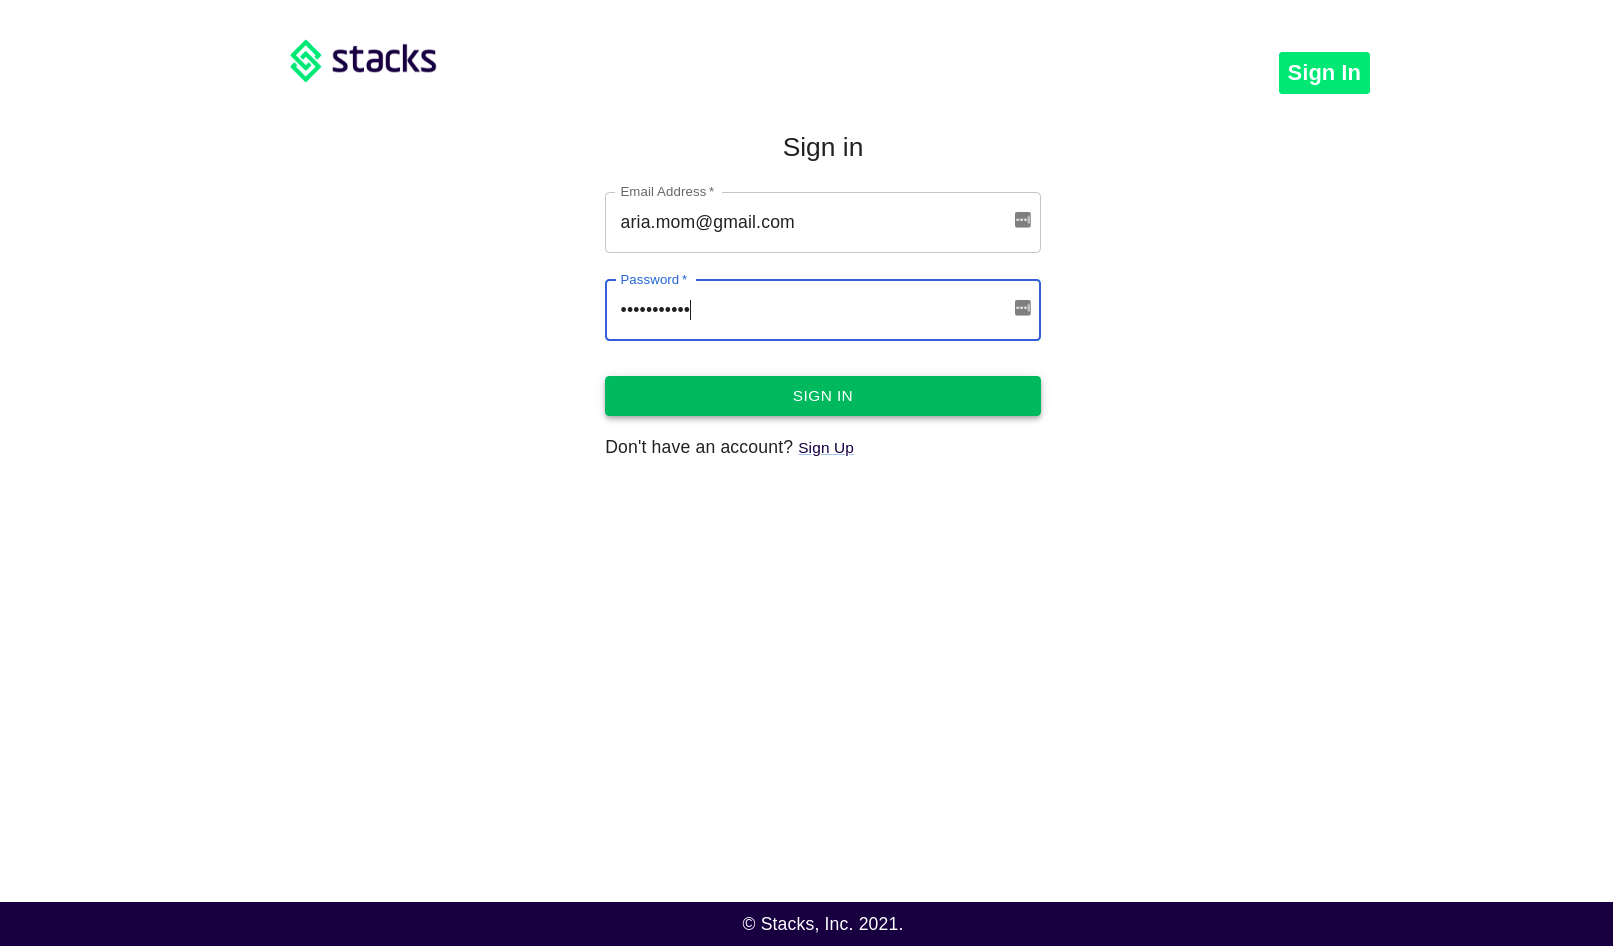 stacks
Sign In
Sign in
Email Address *
aria.mom@gmail.com
Password *
•••••••••••
SIGN IN
Don't have an account? Sign Up
© Stacks, Inc. 2021.